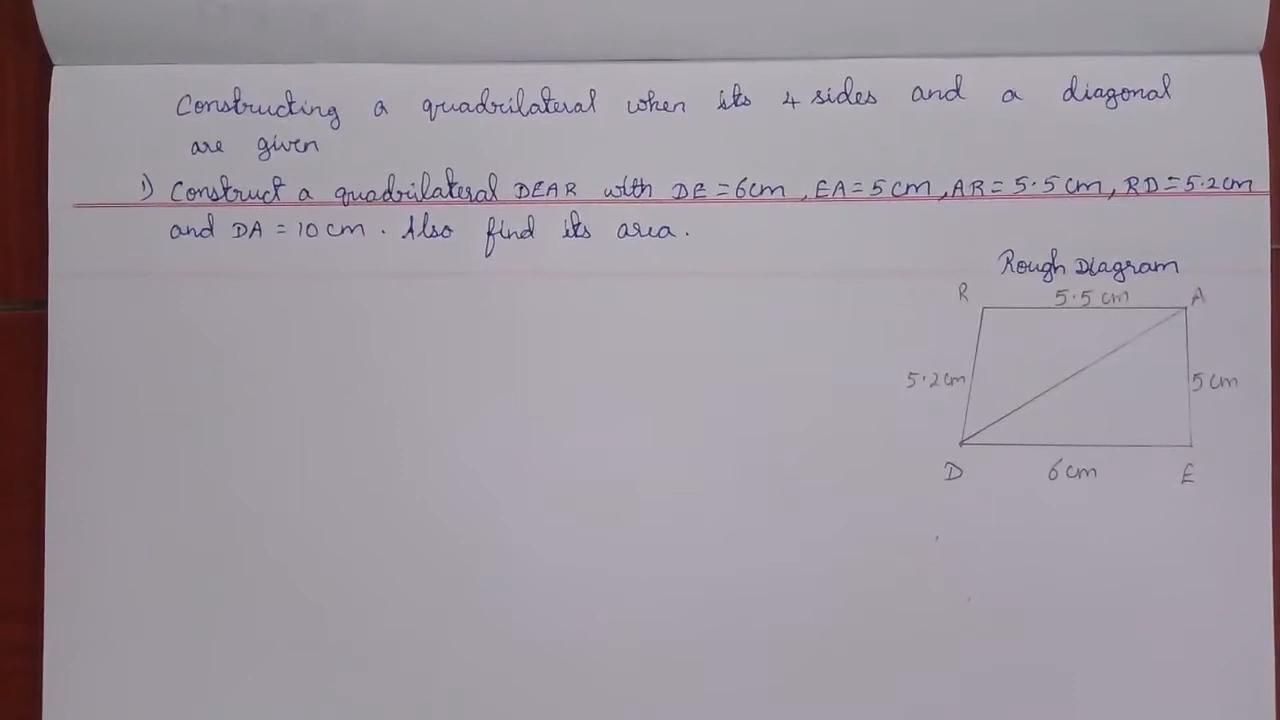 Constructing a quadrilateral when its 4 sides and a diagonal
are given
1) Construct a quadrilateral DEAR with DE = 6cm, EA = 5cm, AR = 5.5cm, RD = 5.2cm
and DA = 10cm. Also find its area.
Rough Diagram
R 5.5 cm A
5.2cm 5 cm
D 6cm E